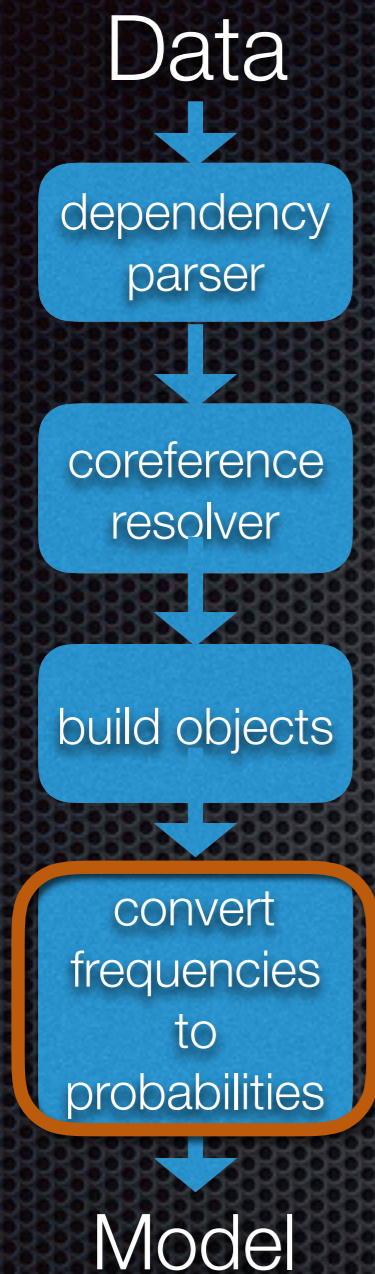 Data
dependency
parser
coreference
resolver
build objects
convert
frequencies
to
probabilities
Model